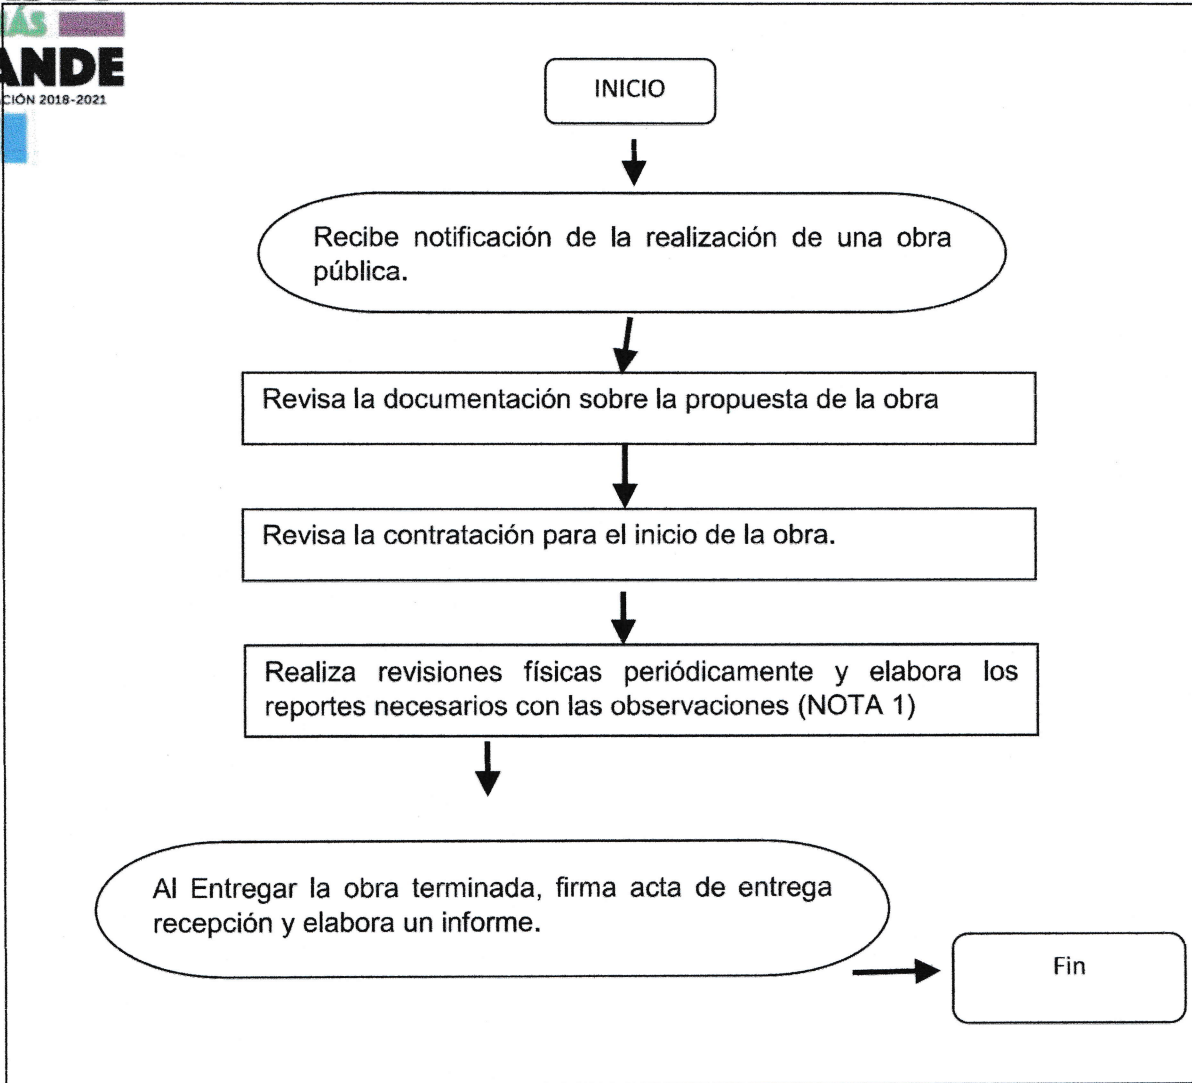 INICIO
Recibe notificación de la realización de una obra
pública.
Revisa la documentación sobre la propuesta de la obra
Revisa la contratación para el inicio de la obra.
Realiza revisiones físicas periódicamente y elabora los
reportes necesarios con las observaciones (NOTA 1)
Al Entregar la obra terminada, firma acta de entrega
recepción y elabora un informe.
Fin
2018-2021